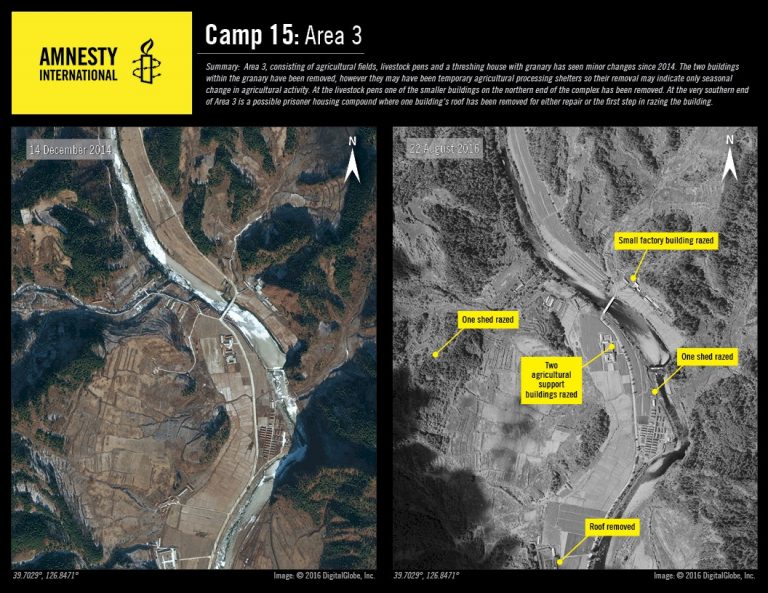 AMNESTY
INTERNATIONAL
Camp 15: Area 3
Summary: Area 3, consisting of agricultural fields, livestock pens and a threshing house with granary has seen minor changes since 2014. The two buildings
within the granary have been removed, however they may have been temporary agricultural processing shelters so their removal may indicate only seasonal
change in agricultural activity. At the livestock pens one of the smaller buildings on the northern end of the complex has been removed. At the very southern end
of Area 3 is a possible prisoner housing compound where one building's roof has been removed for either repair or the first step in razing the building.
14 December 2014
N
22 August 2016
N
Small factory building razed
One shed razed
One shed razed
Two
agricultural
support
buildings razed
Roof removed
39.7029°, 126.8471°
Image: © 2016 DigitalGlobe, Inc.
39.7029°, 126.8471°
Image: © 2016 DigitalGlobe, Inc.